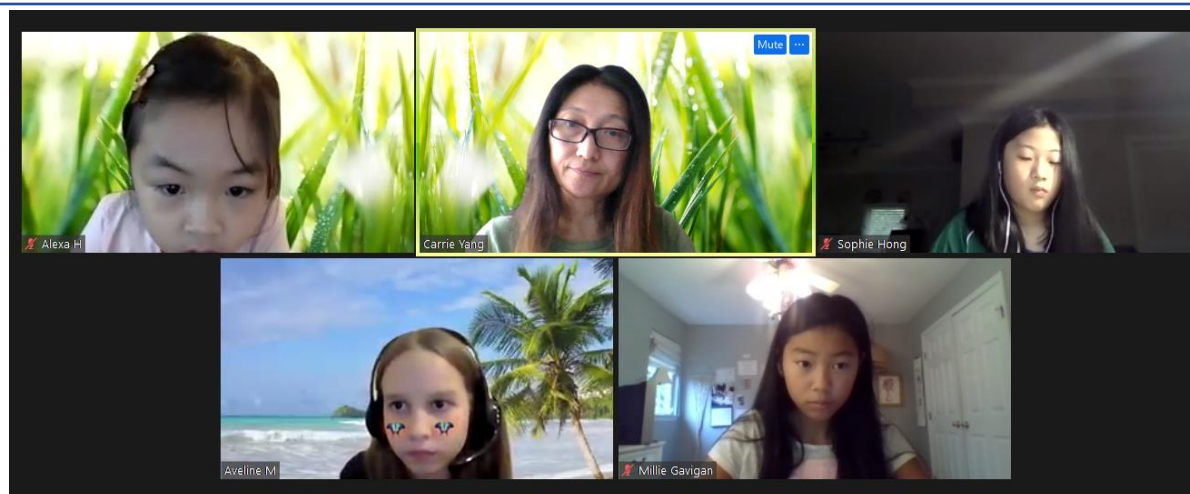 Mute ...
Alexa H
Carrie Yang
Sophie Hong
Aveline M
Millie Gavigan